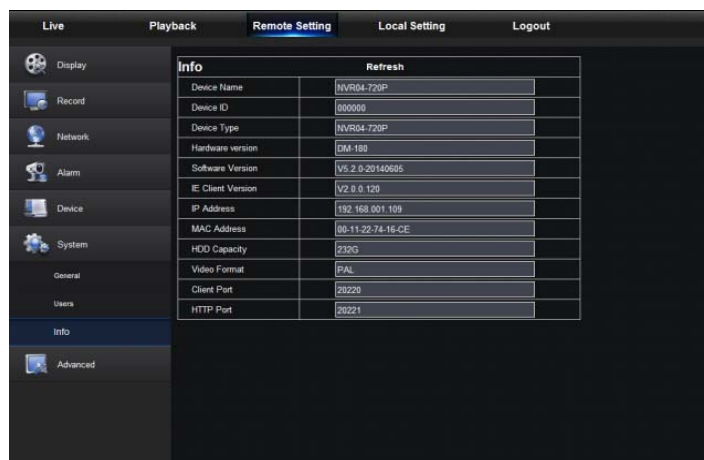 Live Playback Remote Setting Local Setting Logout
Display
Record
Network
Alarm
Device
System
General
Users
Info
Advanced
Info Refresh
Device Name NVR04-720P
Device ID 000000
Device Type NVR04-720P
Hardware version DM-180
Software Version V5.2.0-20140605
IE Client Version V2.0.0.120
IP Address 192.168.001.109
MAC Address 00-11-22-74-16-CE
HDD Capacity 232G
Video Format PAL
Client Port 20220
HTTP Port 20221